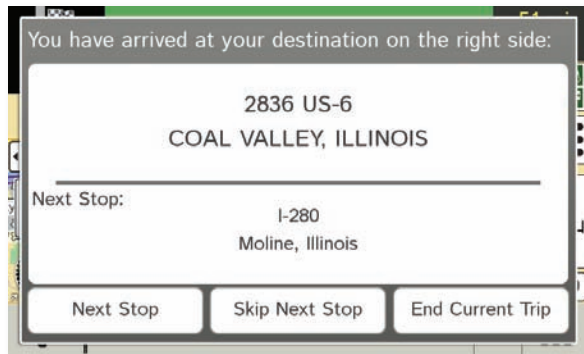 You have arrived at your destination on the right side:
2836 US-6
COAL VALLEY, ILLINOIS
Next Stop:
I-280
Moline, Illinois
Next Stop
Skip Next Stop
End Current Trip